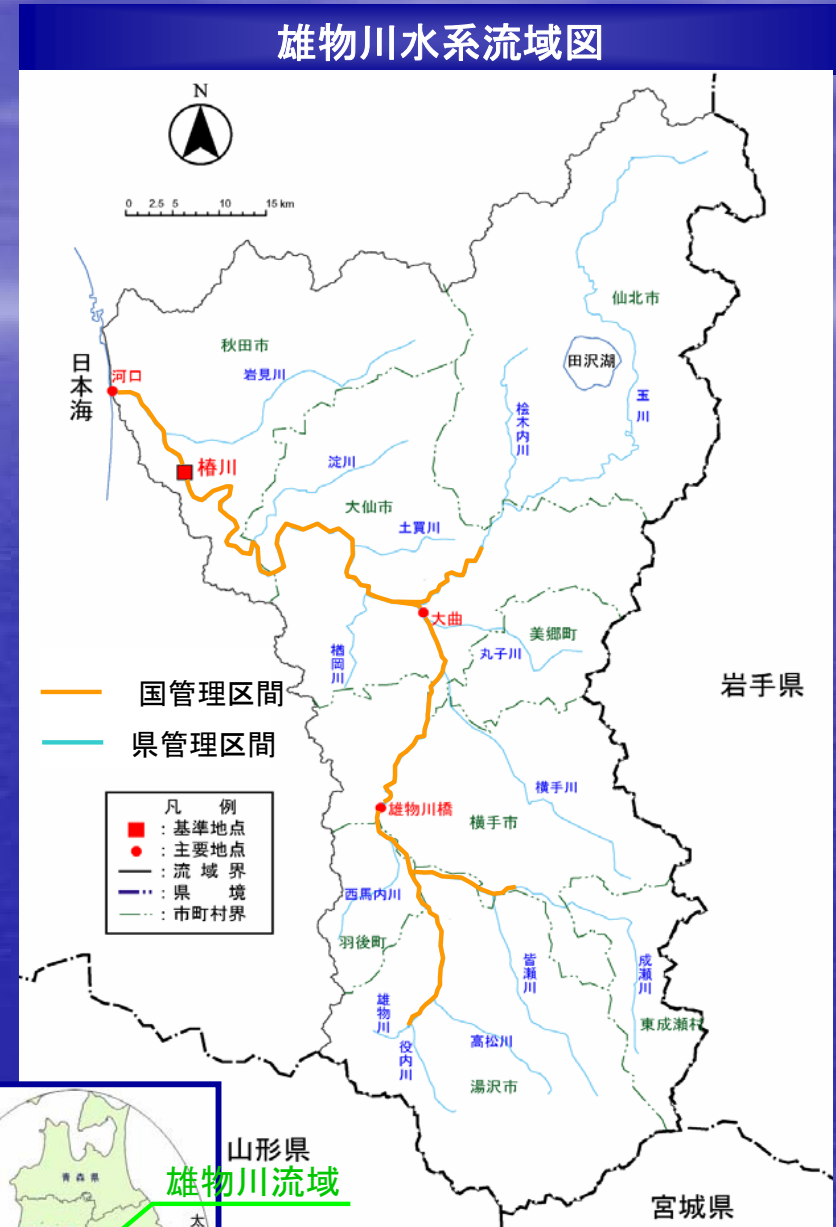 雄物川水系流域図
N
0 2.5 5 10 15 km
仙北市
秋田市
田沢湖
日本海
河口
岩見川
玉川
桧木内川
椿川
淀川
大仙市
土買川
大曲
美郷町
丸子川
楢岡川
国管理区間
県管理区間
岩手県
横手川
雄物川橋
横手市
凡 例
：基準地点
：主要地点
：流 域 界
：県 境
：市町村界
西馬内川
羽後町
皆瀬川
成瀬川
雄物川
役内川
高松川
東成瀬村
湯沢市
山形県
青森県
雄物川流域
太
宮城県